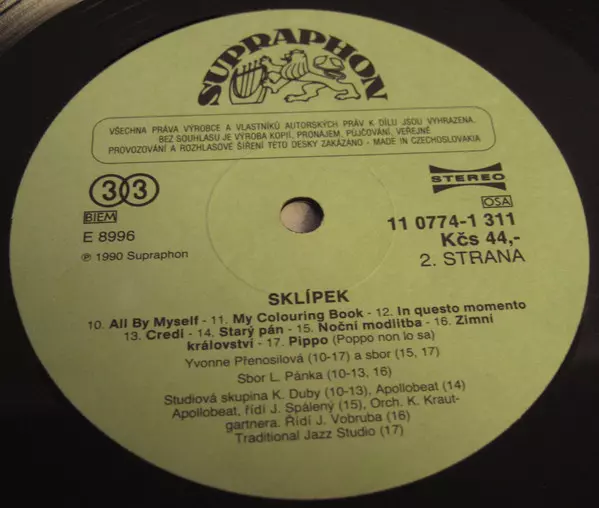 SUPRAPHON
VŠECHNA PRÁVA VÝROBCE A VLASTNÍKŮ AUTORSKÝCH PRÁV K DÍLU JSOU VYHRAZENA.
BEZ SOUHLASU JE VÝROBA KOPIÍ, PRONÁJEM, PŮJČOVÁNÍ, VEŘEJNÉ
PROVOZOVÁNÍ A ROZHLASOVÉ ŠÍŘENÍ TÉTO DESKY ZAKÁZÁNO - MADE IN CZECHOSLOVAKIA
33
STEREO
BIEM
OSA
E 8996
11 0774-1 311
Kčs 44,-
℗ 1990 Supraphon
2. STRANA
SKLÍPEK
10. All By Myself - 11. My Colouring Book - 12. In questo momento
13. Credi - 14. Starý pán - 15. Noční modlitba - 16. Zimní
království - 17. Pippo (Poppo non lo sa)
Yvonne Přenosilová (10-17) a sbor (15, 17)
Sbor L. Pánka (10-13, 16)
Studiová skupina K. Duby (10-13), Apollobeat (14)
Apollobeat, řídí J. Spálený (15), Orch. K. Kraut-
gartnera. Řídí J. Vobruba (16)
Traditional Jazz Studio (17)